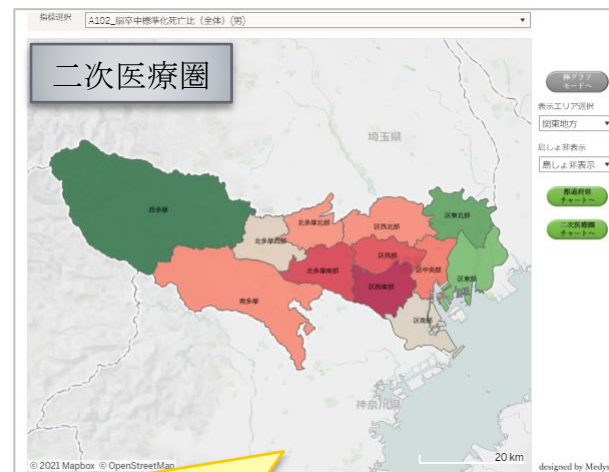 指標選択
A102_脳卒中標準化死亡比（全体）(男)
二次医療圏
棒グラフ
モードへ
表示エリア選択
関東地方
島しょ非表示
島しょ非表示
都道府県
チャートへ
二次医療圏
チャートへ
埼玉県
西多摩
北多摩西部
北多摩北部
区西北部
区東北部
北多摩南部
区西部
区中央部
区東部
南多摩
区西南部
区南部
神奈川県
20 km
© 2021 Mapbox © OpenStreetMap
designed by Medys